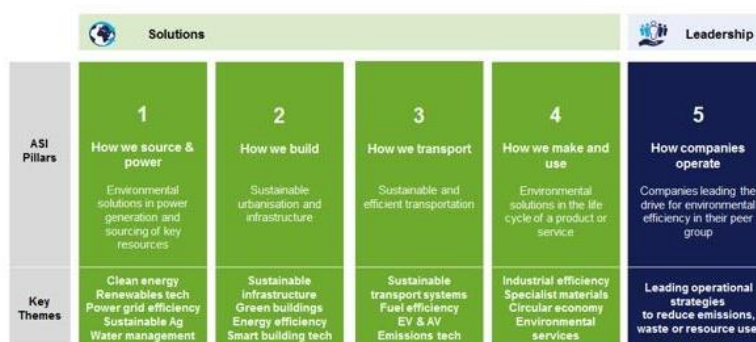 Solutions
Leadership
ASI
Pillars
1
How we source &
power
Environmental
solutions in power
generation and
sourcing of key
resources
2
How we build
Sustainable
urbanisation and
infrastructure
3
How we transport
Sustainable and
efficient transportation
4
How we make and
use
Environmental
solutions in the life
cycle of a product or
service
5
How companies
operate
Companies leading the
drive for environmental
efficiency in their peer
group
Key
Themes
Clean energy
Renewables tech
Power grid efficiency
Sustainable Ag
Water management
Sustainable
infrastructure
Green buildings
Energy efficiency
Smart building tech
Sustainable
transport systems
Fuel efficiency
EV & AV
Emissions tech
Industrial efficiency
Specialist materials
Circular economy
Environmental
services
Leading operational
strategies
to reduce emissions,
waste or resource use